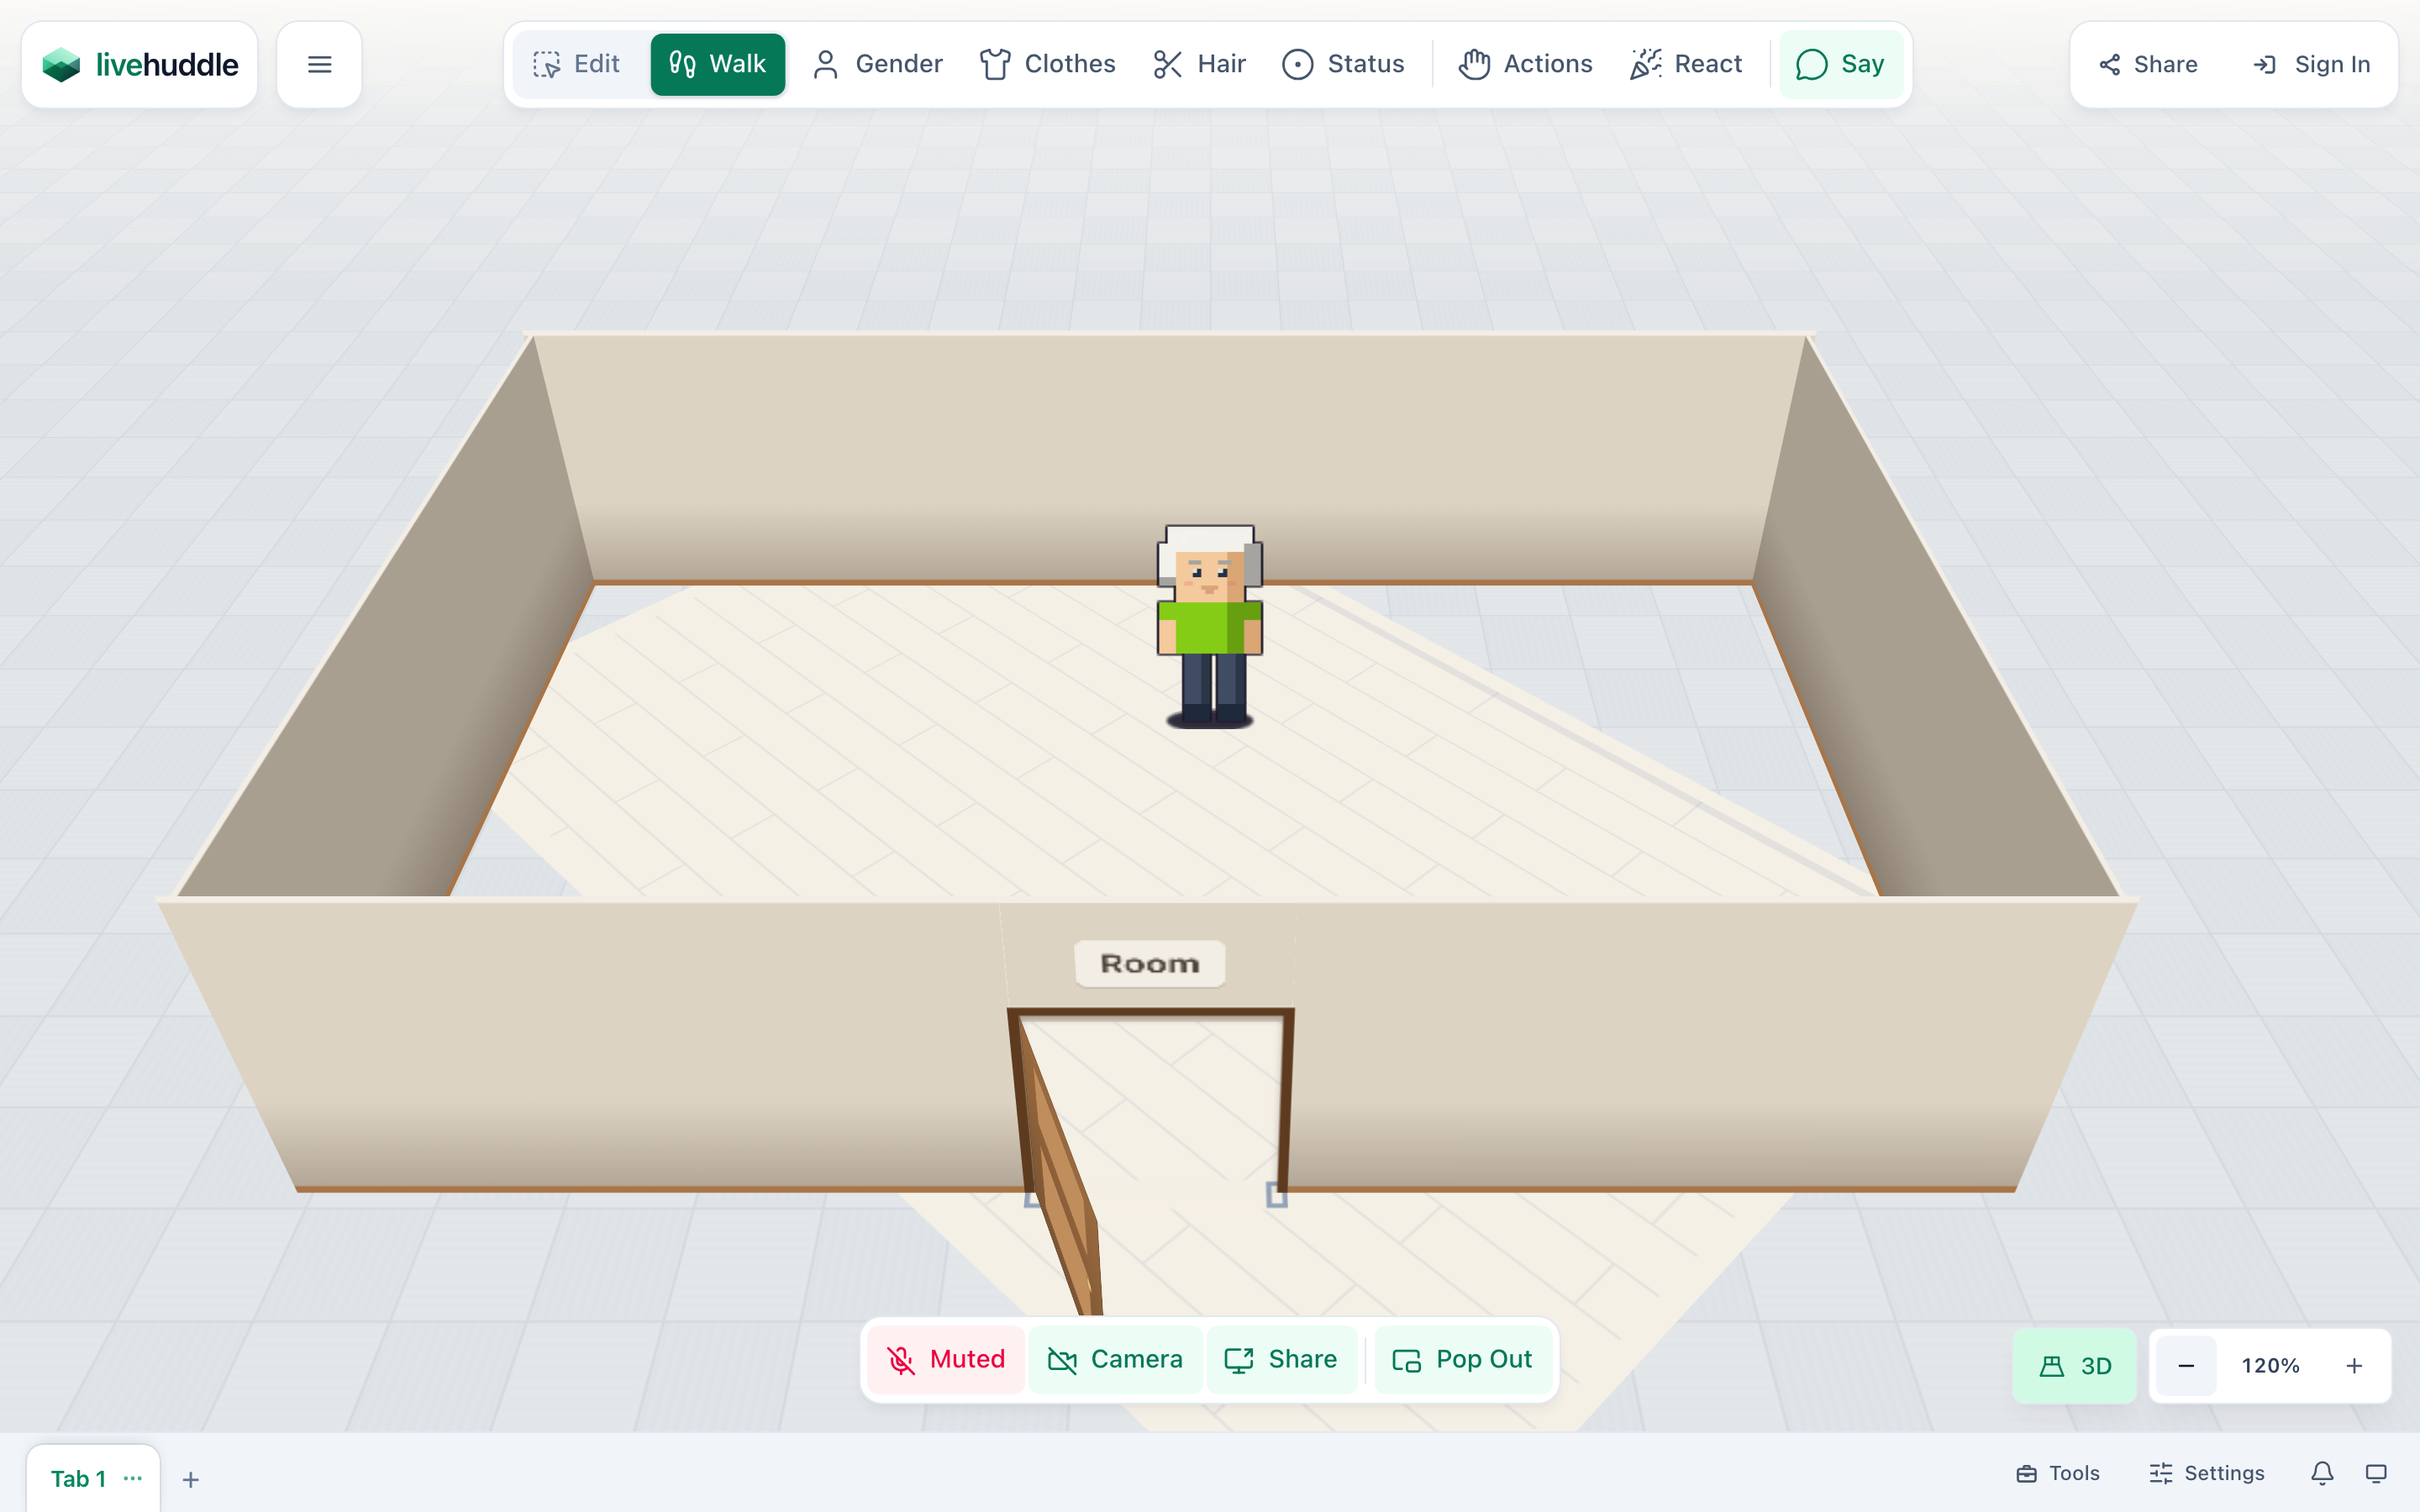 livehuddle
Edit Walk Gender Clothes Hair Status Actions React Say
Share Sign In
Room
Muted Camera Share Pop Out
3D
120%
Tab 1
Tools Settings